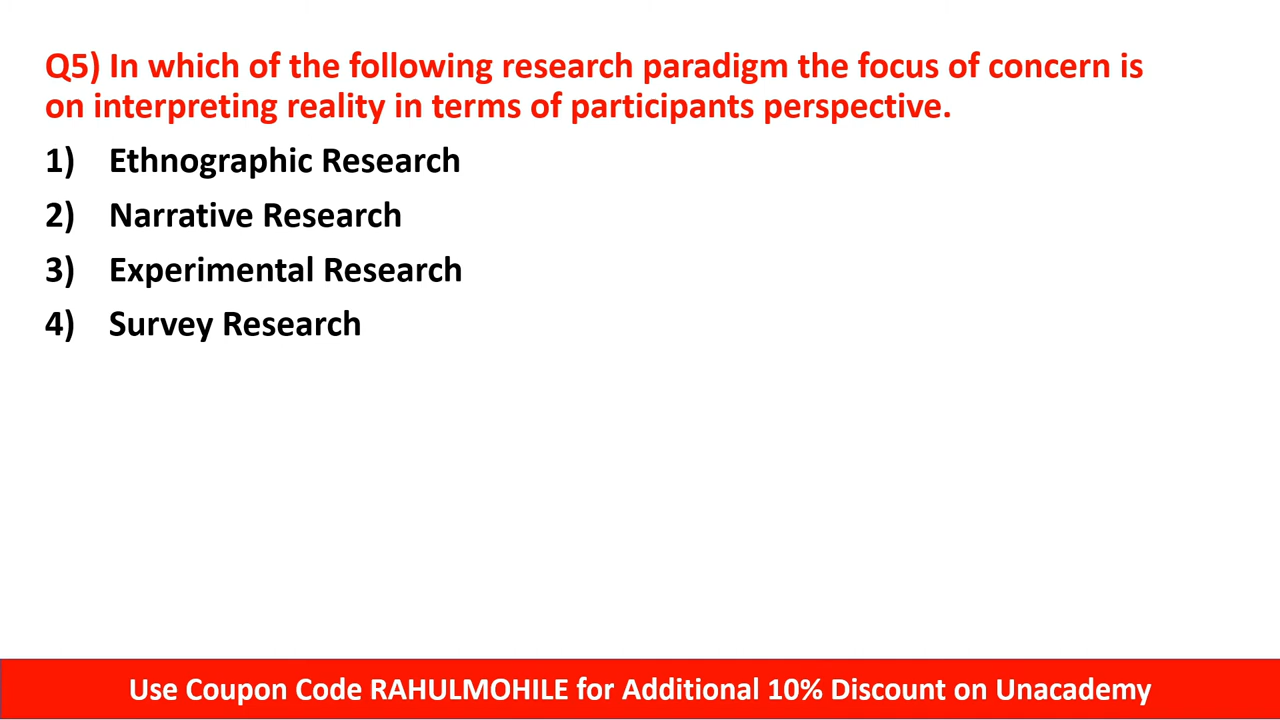 Q5) In which of the following research paradigm the focus of concern is
on interpreting reality in terms of participants perspective.
1) Ethnographic Research
2) Narrative Research
3) Experimental Research
4) Survey Research
Use Coupon Code RAHULMOHILE for Additional 10% Discount on Unacademy